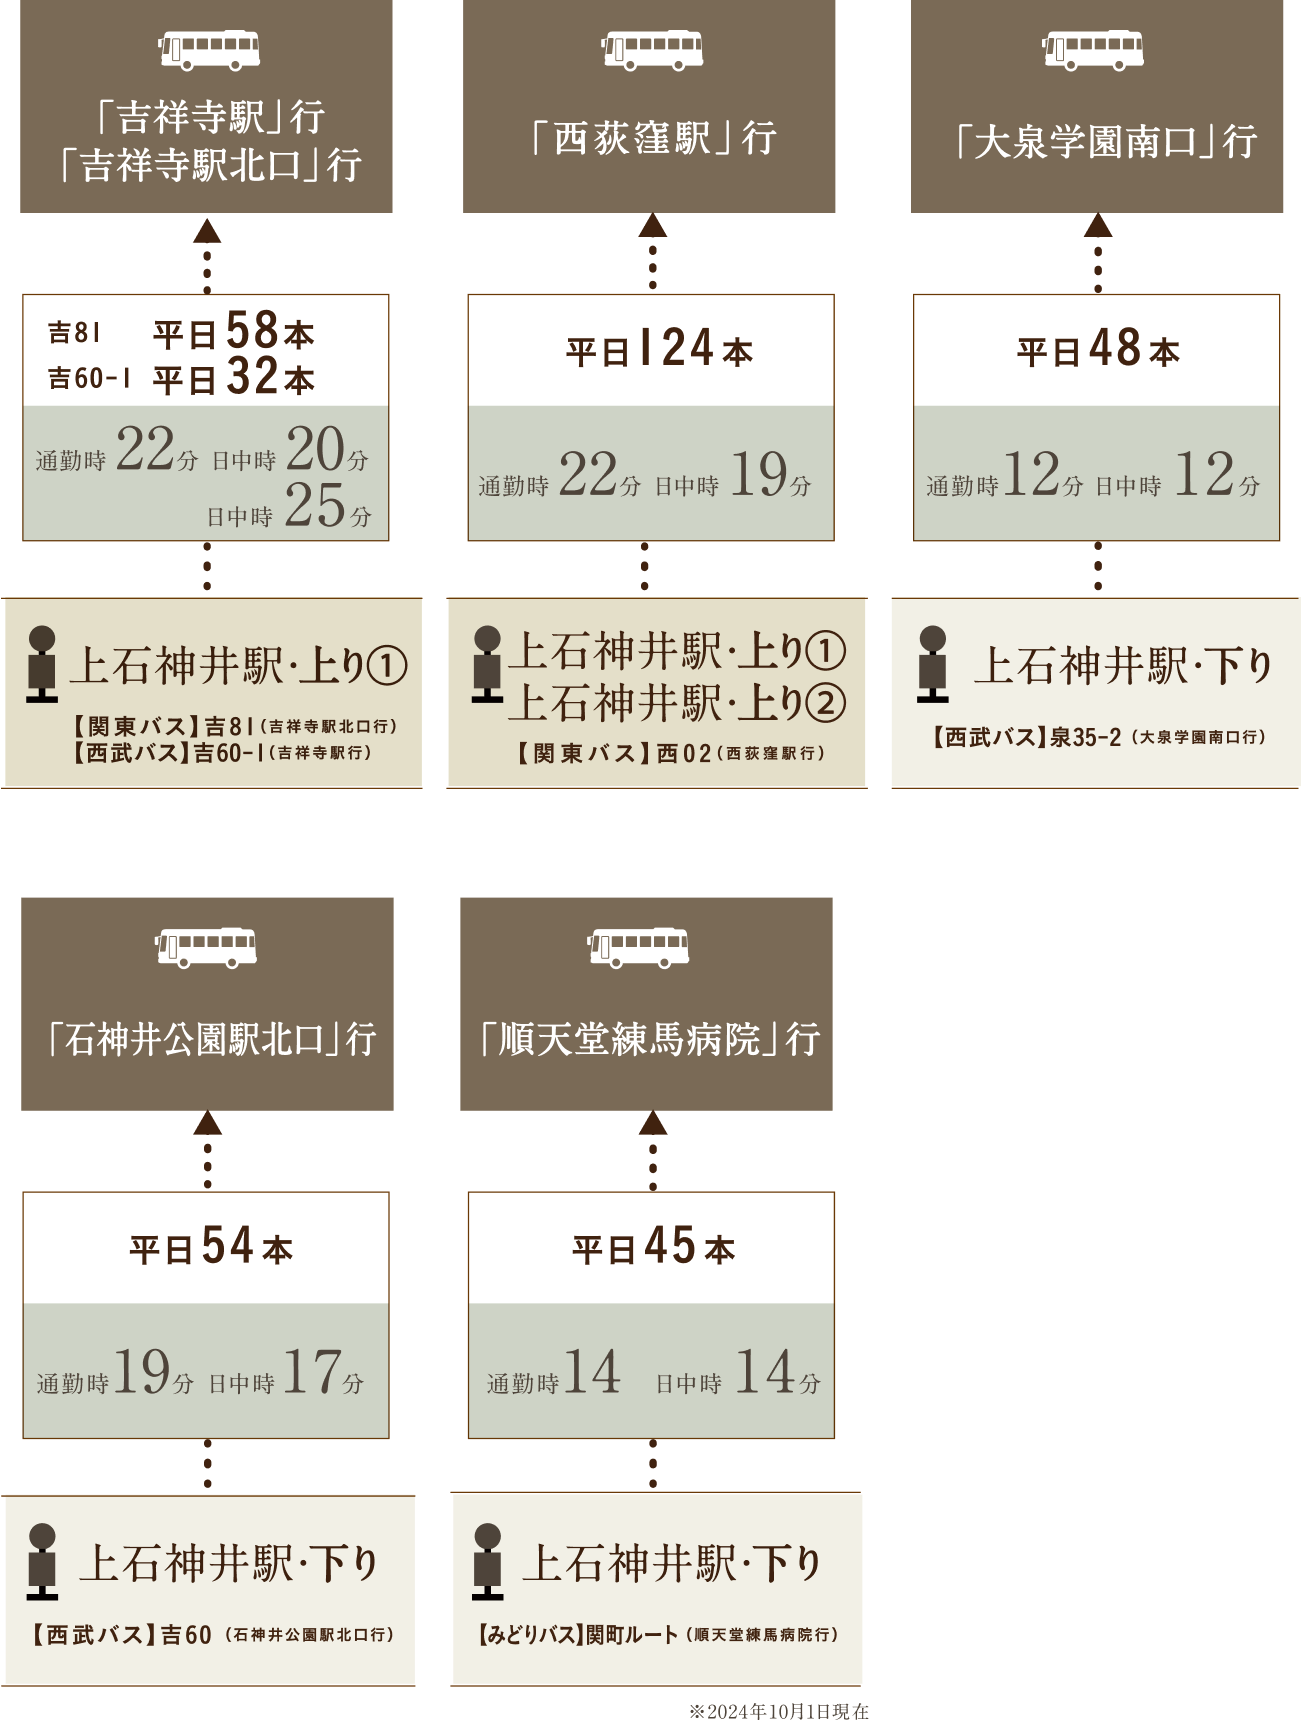 「吉祥寺駅」行
「吉祥寺駅北口」行
吉81 平日58本
吉60-1 平日32本
通勤時22分 日中時20分
日中時25分
上石神井駅・上り①
【関東バス】吉81（吉祥寺駅北口行）
【西武バス】吉60-1（吉祥寺駅行）
「西荻窪駅」行
平日124本
通勤時22分 日中時19分
上石神井駅・上り①
上石神井駅・上り②
【関東バス】西02（西荻窪駅行）
「大泉学園南口」行
平日48本
通勤時12分 日中時12分
上石神井駅・下り
【西武バス】泉35-2（大泉学園南口行）
「石神井公園駅北口」行
平日54本
通勤時19分 日中時17分
上石神井駅・下り
【西武バス】吉60（石神井公園駅北口行）
「順天堂練馬病院」行
平日45本
通勤時14 日中時14分
上石神井駅・下り
【みどりバス】関町ルート（順天堂練馬病院行）
※2024年10月1日現在